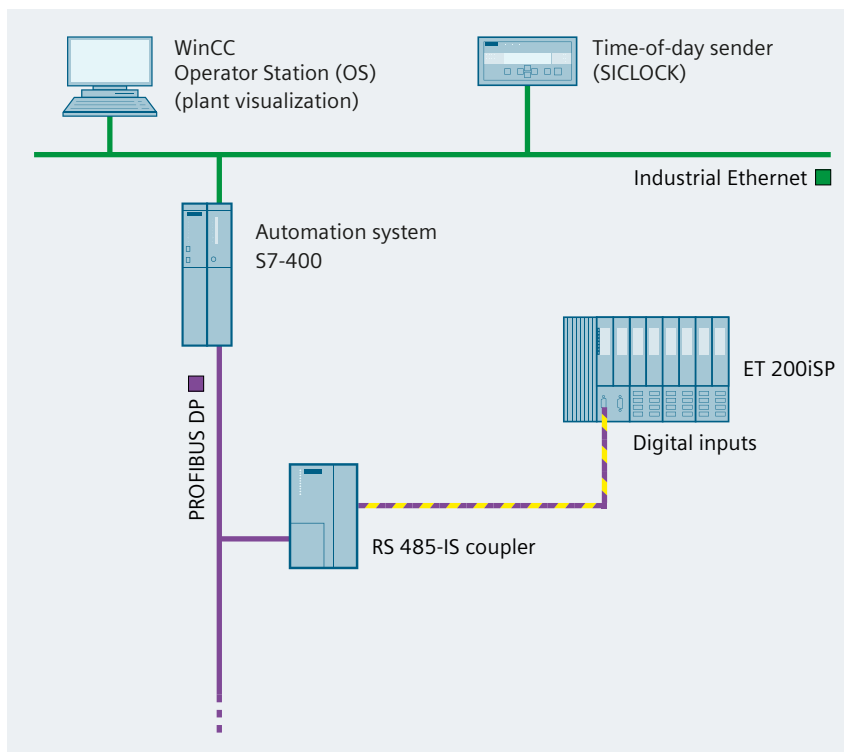 WinCC
Operator Station (OS)
(plant visualization)
Time-of-day sender
(SICLOCK)
Industrial Ethernet
Automation system
S7-400
ET 200iSP
Digital inputs
PROFIBUS DP
RS 485-IS coupler